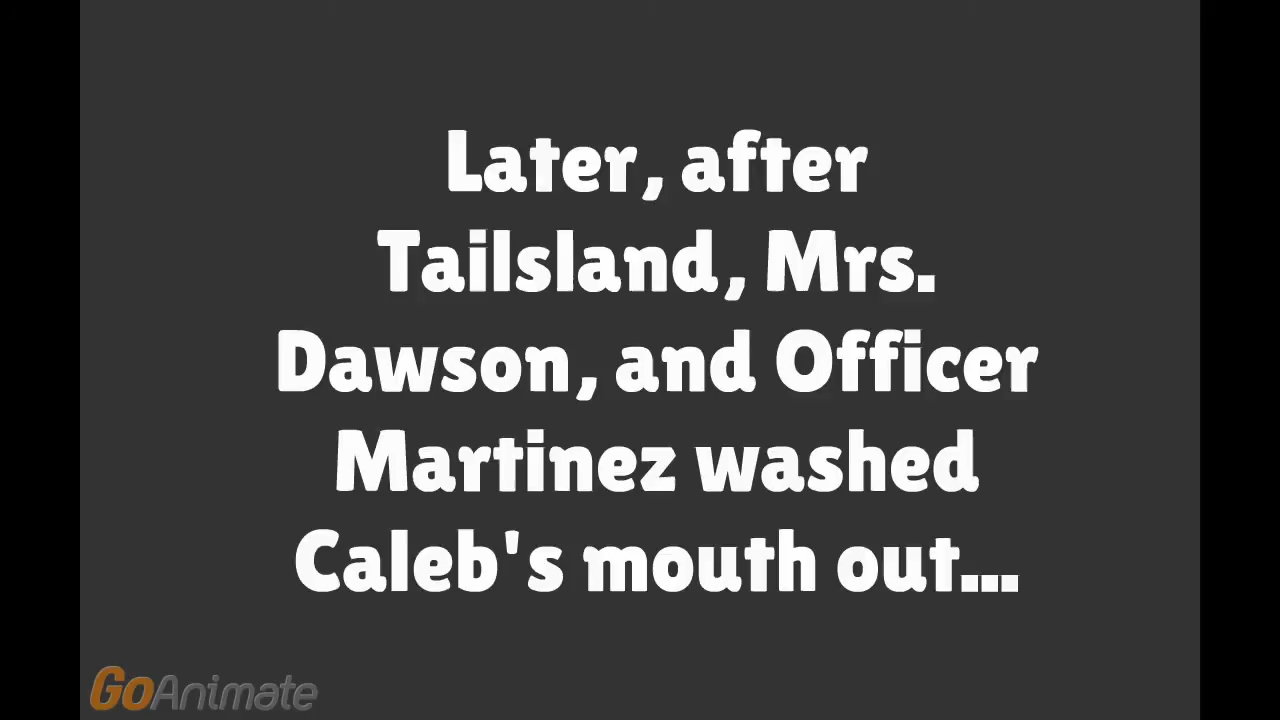 Later, after
Tailsland, Mrs.
Dawson, and Officer
Martinez washed
Caleb's mouth out...
GoAnimate